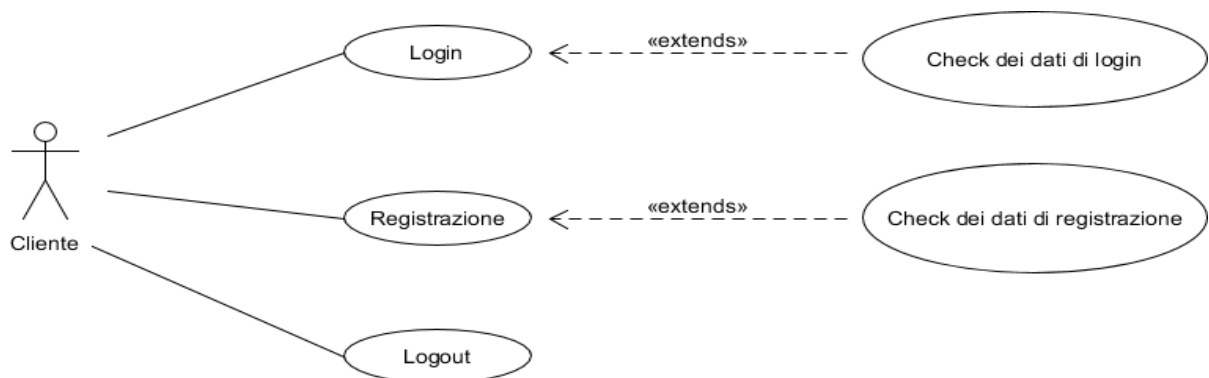 Login
«extends»
Check dei dati di login
Cliente
Registrazione
«extends»
Check dei dati di registrazione
Logout